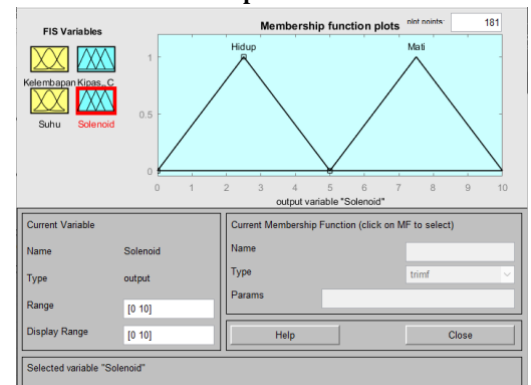 FIS Variables
Kelembapan
Kipas_C
Suhu
Solenoid
Membership function plots
plot points:
181
Hidup
Mati
1
0.5
0
0 1 2 3 4 5 6 7 8 9 10
output variable "Solenoid"
Current Variable
Name
Solenoid
Type
output
Range
[0 10]
Display Range
[0 10]
Current Membership Function (click on MF to select)
Name
Type
trimf
Params
Help
Close
Selected variable "Solenoid"